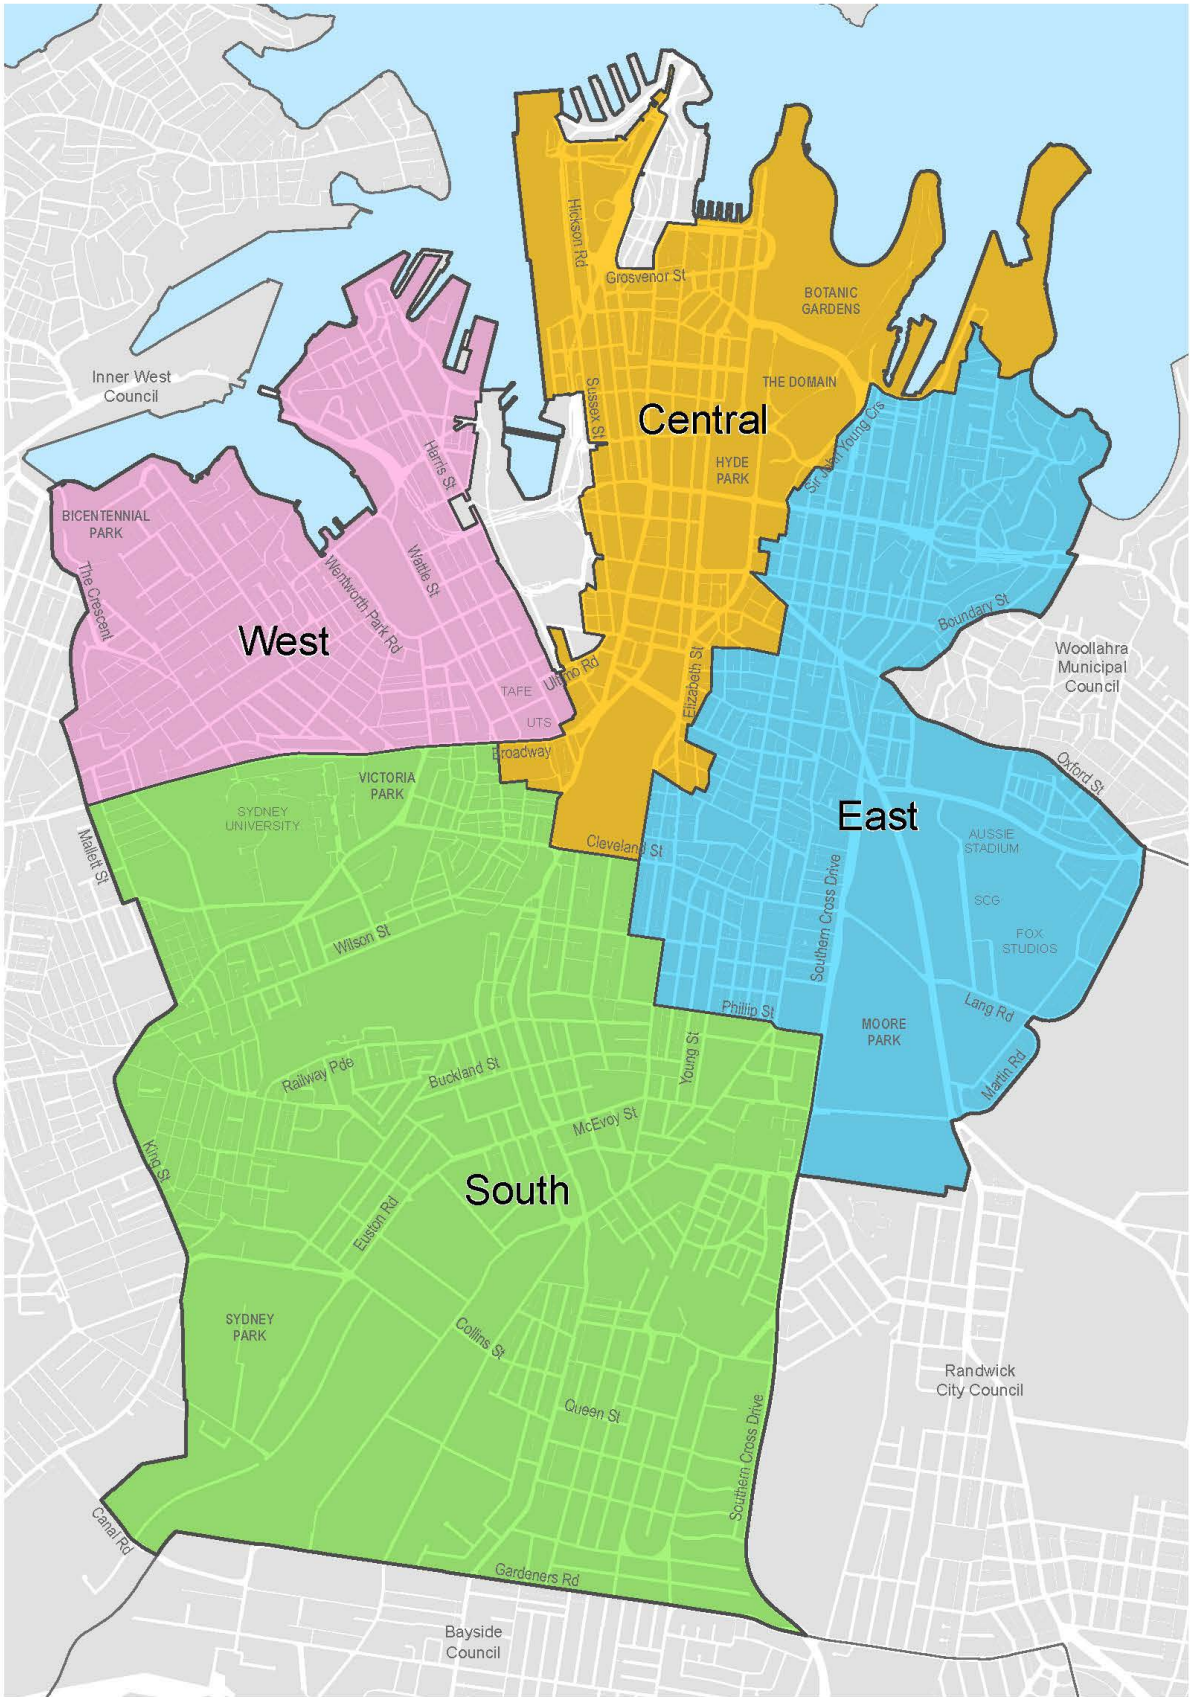 Hickson Rd
Grosvenor St
BOTANIC
GARDENS
Inner West
Council
THE DOMAIN
Sussex St
Central
Sir John Young Crs
Harris St
HYDE
PARK
BICENTENNIAL
PARK
The Crescent
Wentworth Park Rd
Wattle St
Boundary St
West
Woollahra
Municipal
Council
Ultimo Rd
Elizabeth St
TAFE
UTS
Broadway
VICTORIA
PARK
Oxford St
SYDNEY
UNIVERSITY
East
AUSSIE
STADIUM
Mallett St
Cleveland St
Southern Cross Drive
SCG
Wilson St
FOX
STUDIOS
Phillip St
Lang Rd
MOORE
PARK
Railway Pde
Buckland St
Young St
Martin Rd
McEvoy St
King St
South
Euston Rd
SYDNEY
PARK
Collins St
Randwick
City Council
Queen St
Southern Cross Drive
Canal Rd
Gardeners Rd
Bayside
Council